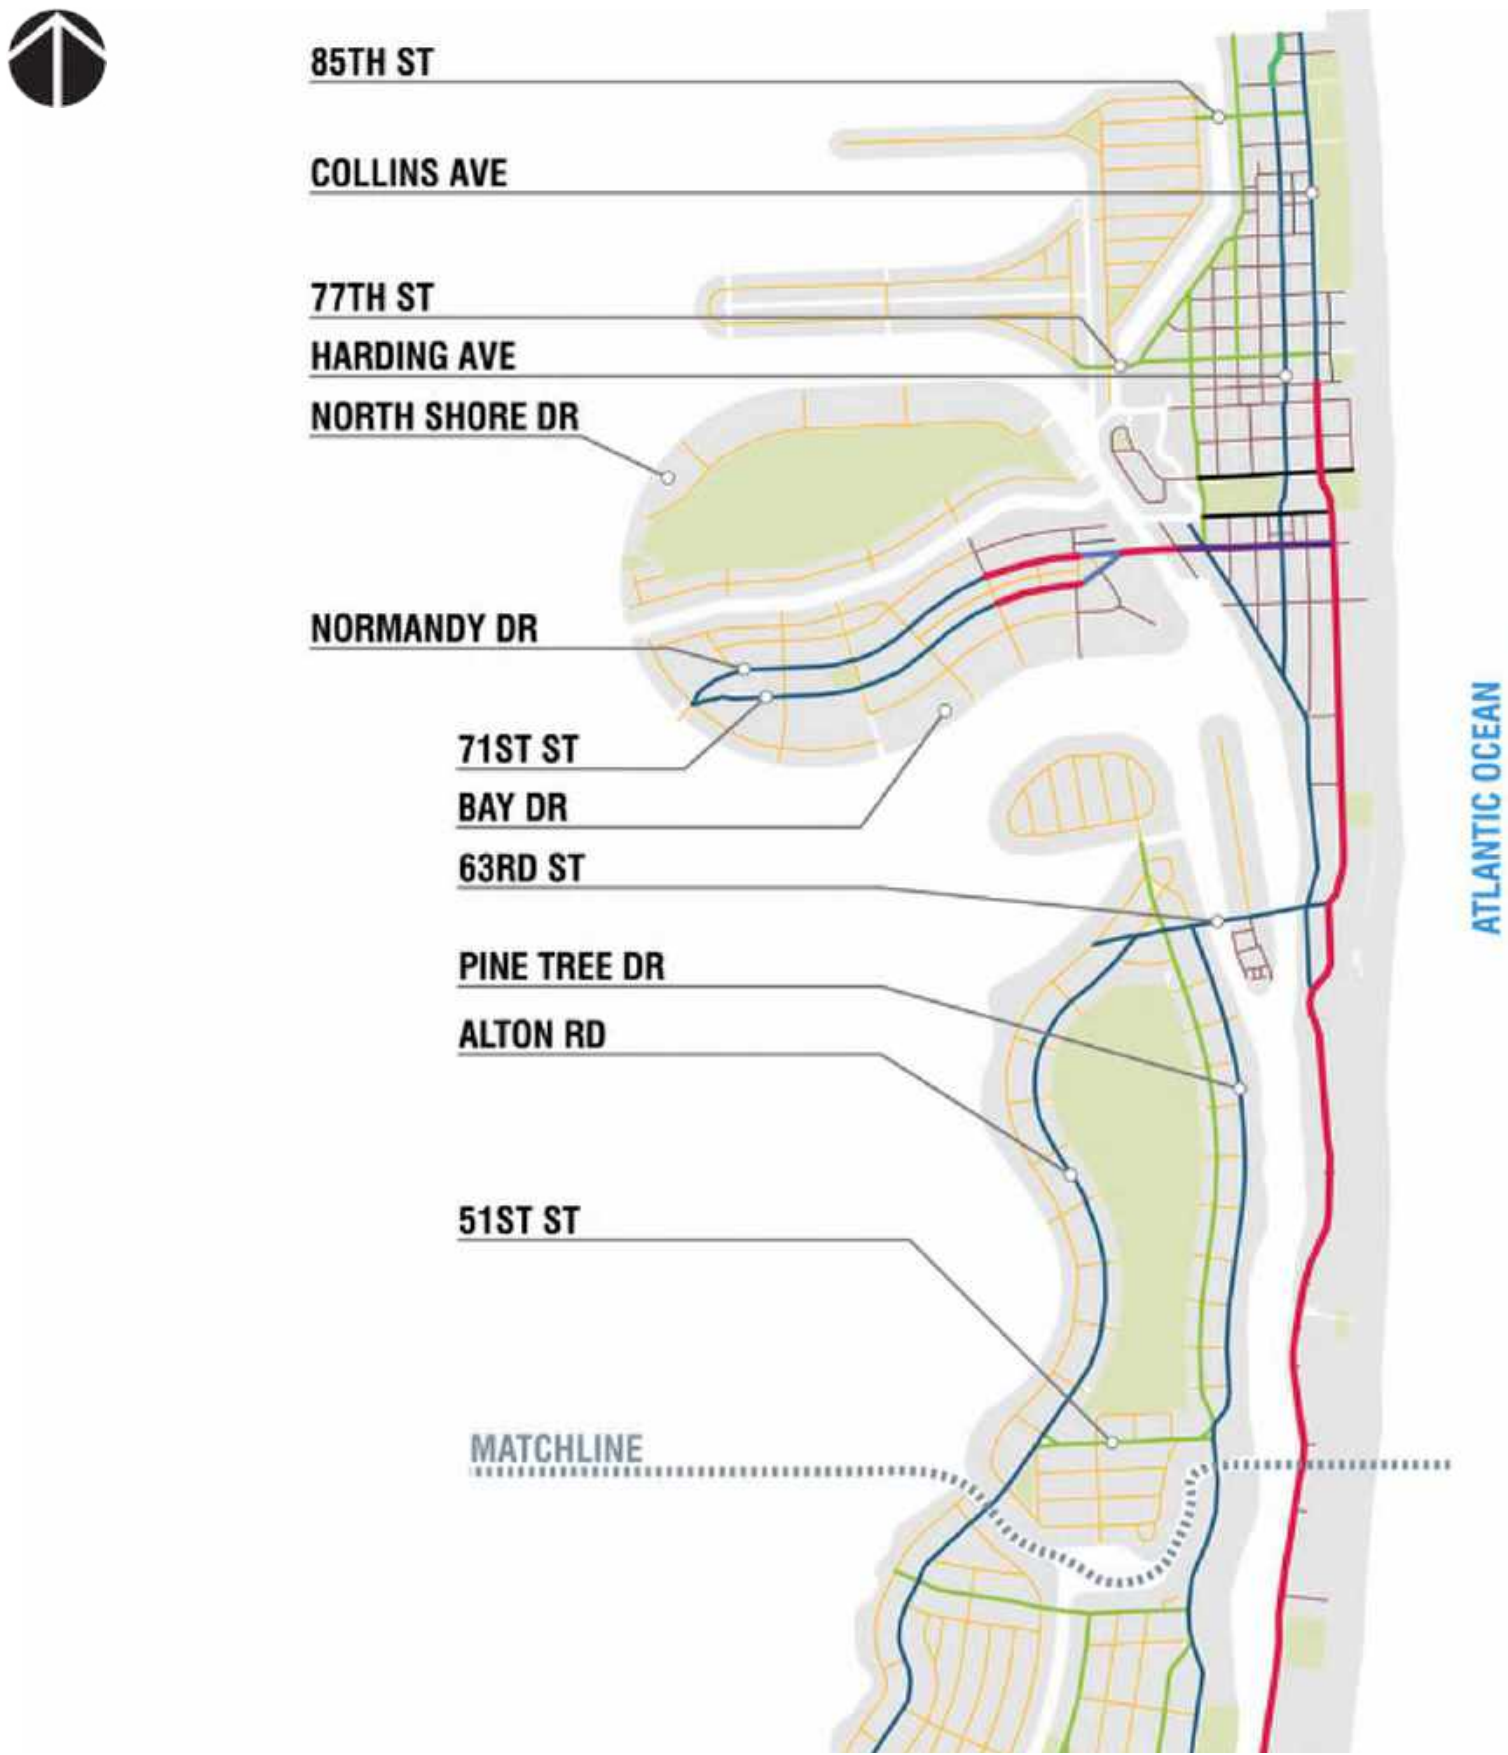 85TH ST
COLLINS AVE
77TH ST
HARDING AVE
NORTH SHORE DR
NORMANDY DR
71ST ST
BAY DR
63RD ST
PINE TREE DR
ALTON RD
51ST ST
MATCHLINE
ATLANTIC OCEAN